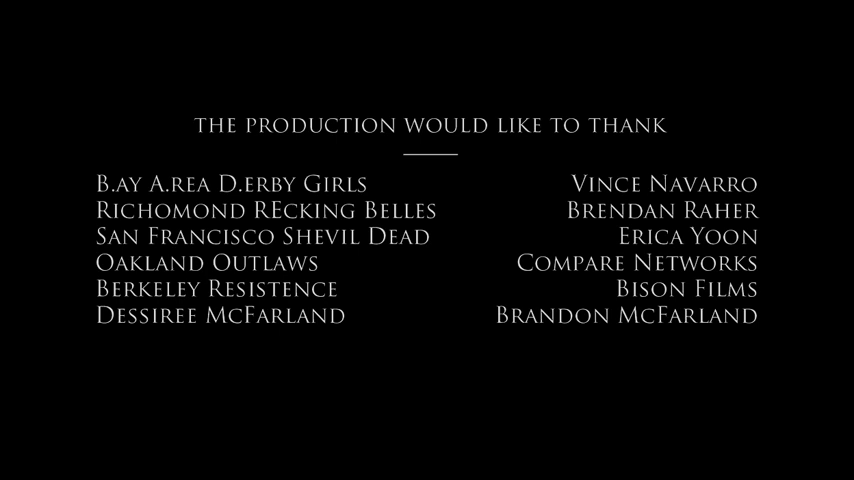 THE PRODUCTION WOULD LIKE TO THANK
B.AY A.REA D.ERBY GIRLS
RICHOMOND RECKING BELLES
SAN FRANCISCO SHEVIL DEAD
OAKLAND OUTLAWS
BERKELEY RESISTENCE
DESSIREE MCFARLAND
VINCE NAVARRO
BRENDAN RAHER
ERICA YOON
COMPARE NETWORKS
BISON FILMS
BRANDON MCFARLAND